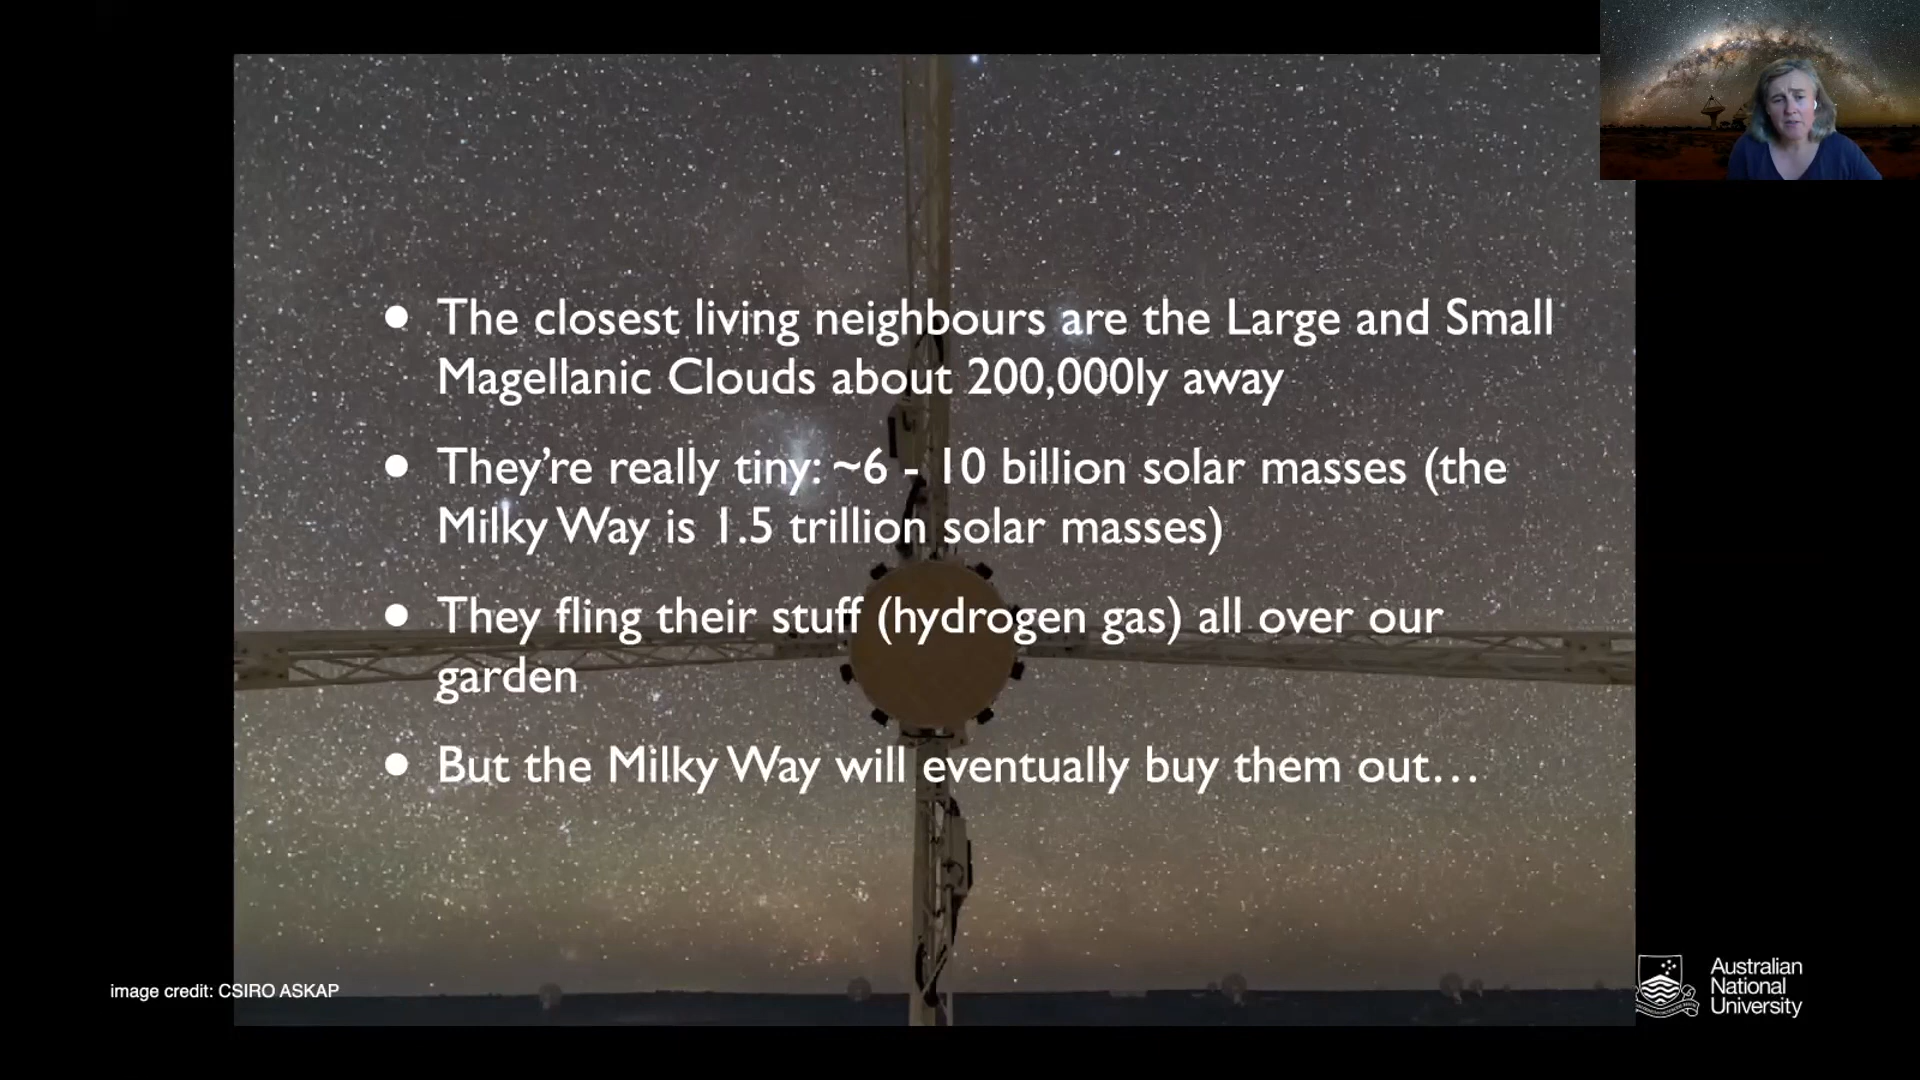 ● The closest living neighbours are the Large and Small
Magellanic Clouds about 200,000ly away
● They’re really tiny: ~6 - 10 billion solar masses (the
Milky Way is 1.5 trillion solar masses)
● They fling their stuff (hydrogen gas) all over our
garden
● But the Milky Way will eventually buy them out…
image credit: CSIRO ASKAP
Australian
National
University